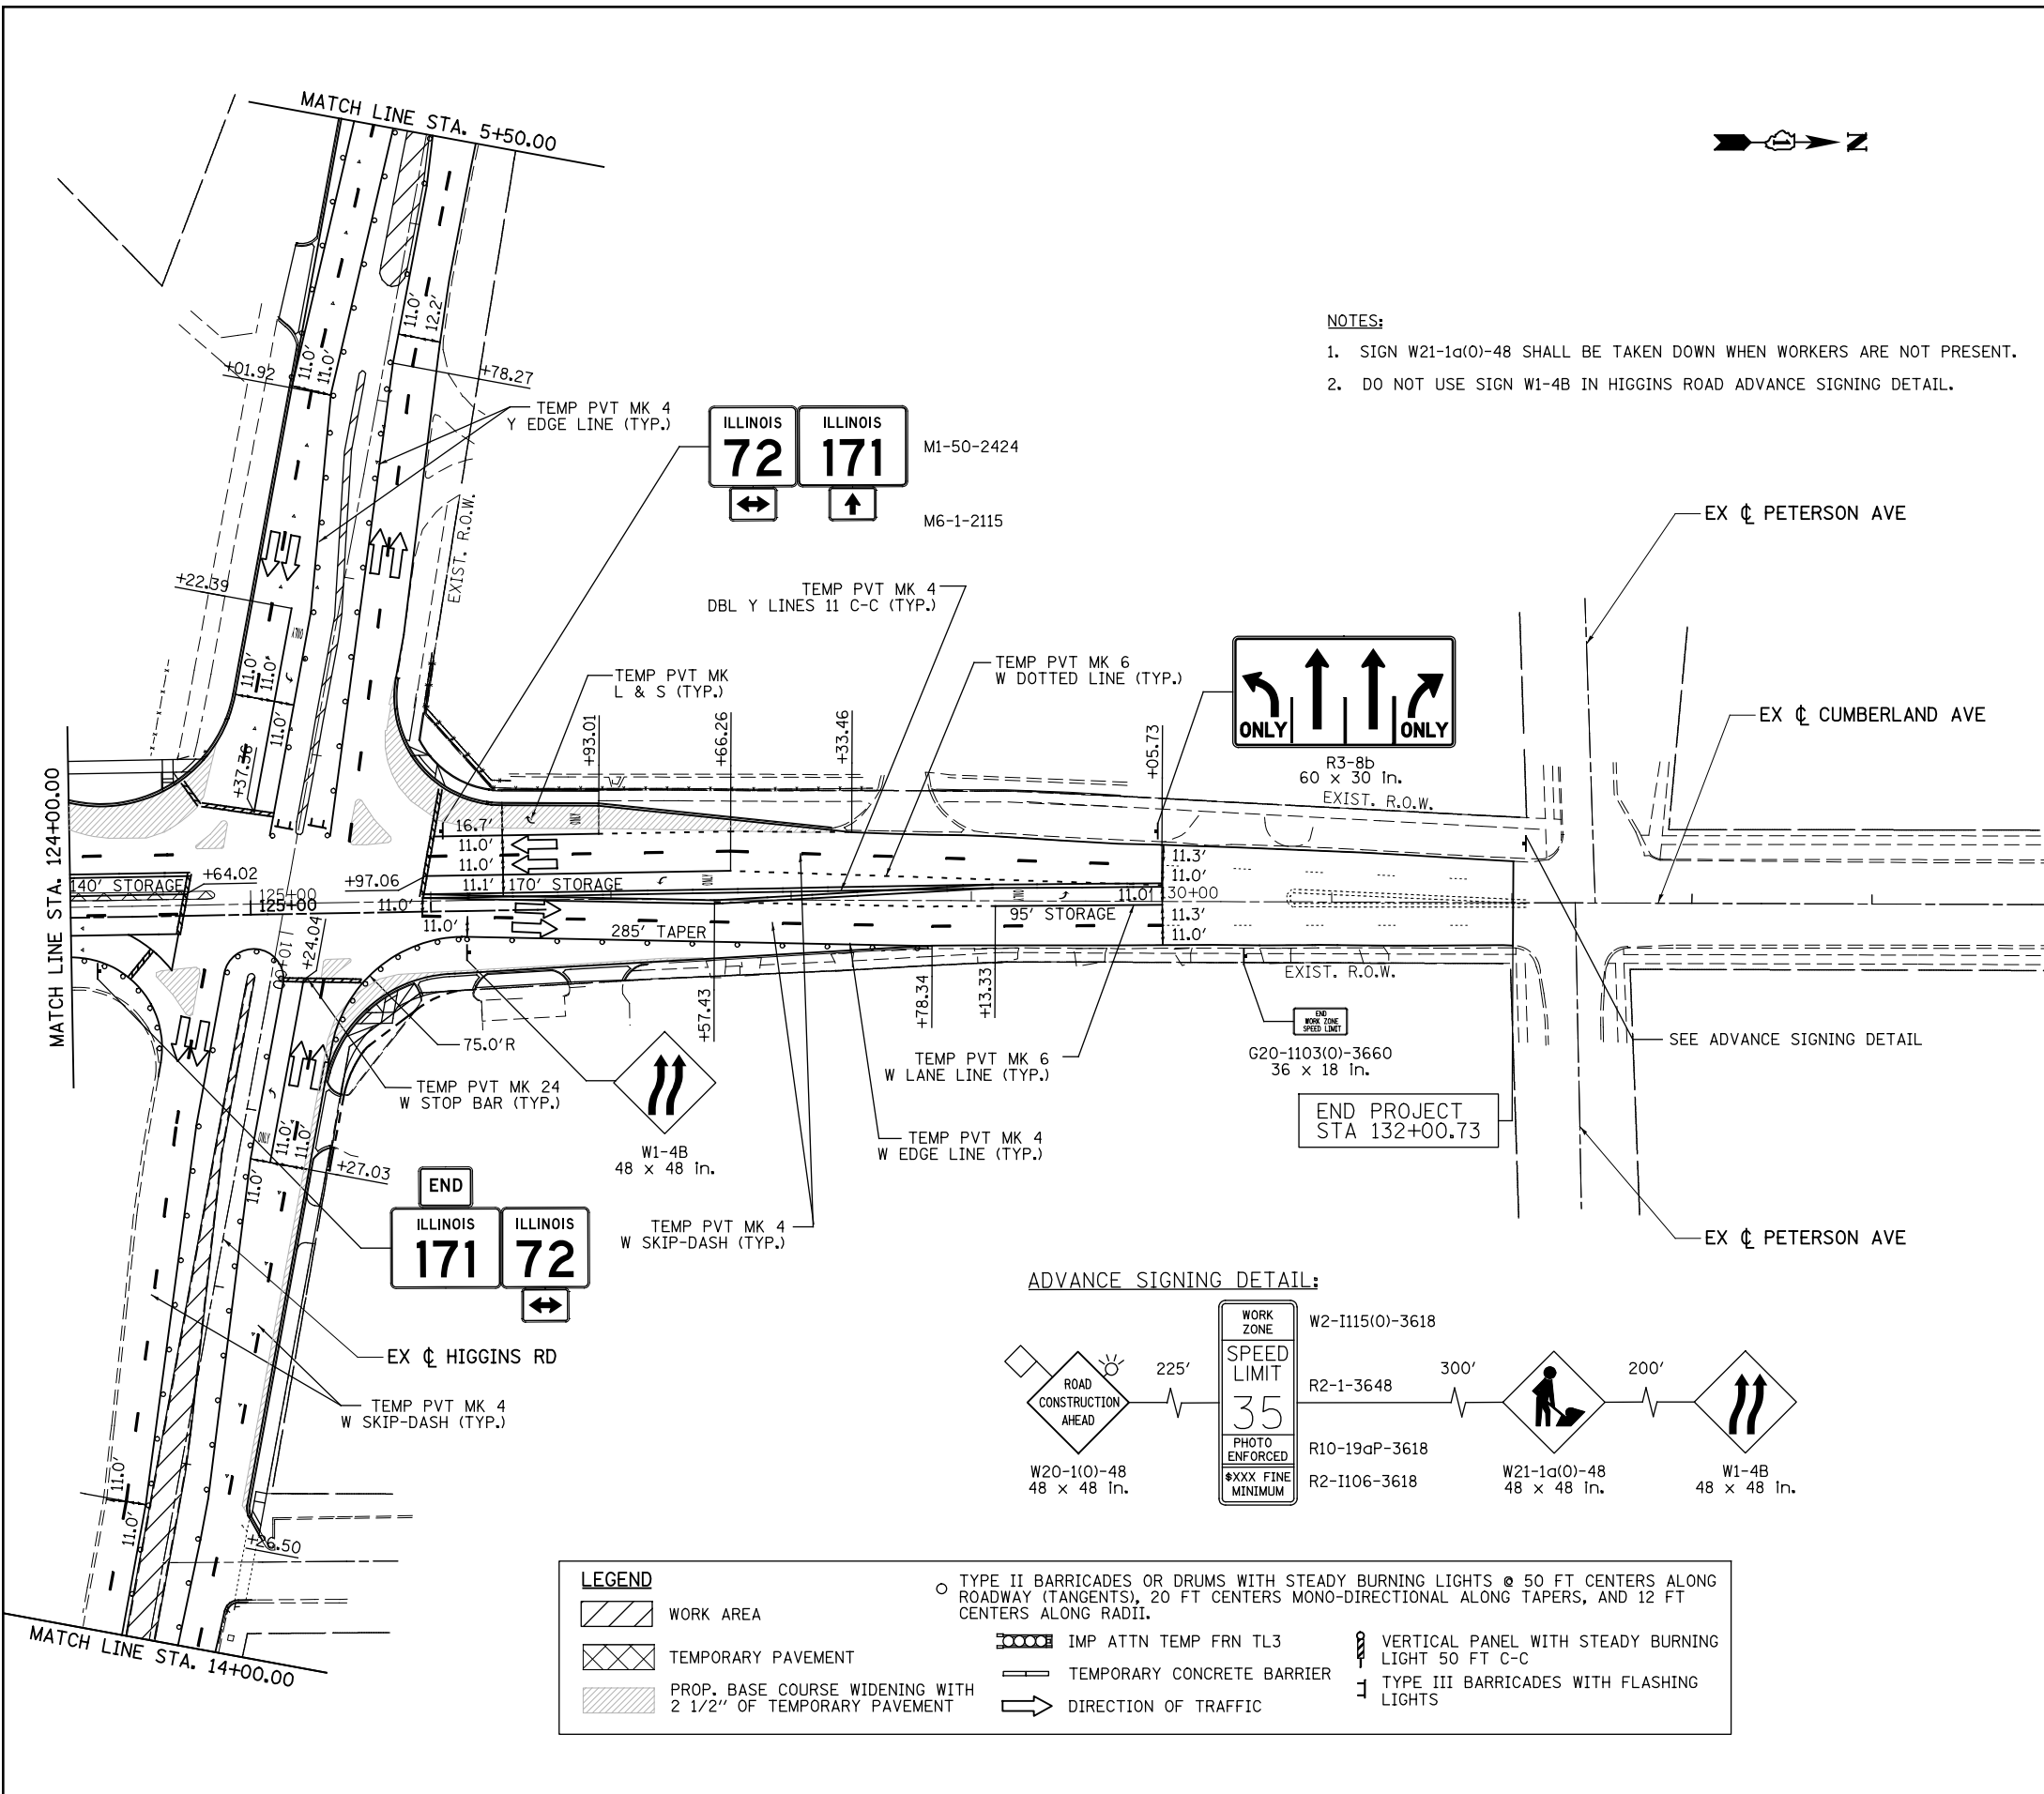 MATCH LINE STA. 5+50.00
N
NOTES:
1. SIGN W21-1a(O)-48 SHALL BE TAKEN DOWN WHEN WORKERS ARE NOT PRESENT.
2. DO NOT USE SIGN W1-4B IN HIGGINS ROAD ADVANCE SIGNING DETAIL.
11.0'
12.2'
11.0'
11.0'
+01.92
+78.27
TEMP PVT MK 4
Y EDGE LINE (TYP.)
ILLINOIS
72
ILLINOIS
171
M1-50-2424
M6-1-2115
EXIST. R.O.W.
EX ℄ PETERSON AVE
+22.39
TEMP PVT MK 4
DBL Y LINES 11 C-C (TYP.)
ONLY
11.0'
11.0'
11.0'
+37.36
TEMP PVT MK
L & S (TYP.)
TEMP PVT MK 6
W DOTTED LINE (TYP.)
ONLY
ONLY
R3-8b
60 x 30 in.
EX ℄ CUMBERLAND AVE
+93.01
+66.26
+33.46
+05.73
EXIST. R.O.W.
MATCH LINE STA. 124+00.00
16.7'
11.0'
11.0'
11.1'
170' STORAGE
ONLY
ONLY
ONLY
11.3'
11.0'
11.0'
130+00
11.3'
11.0'
140' STORAGE
+64.02
125+00
125+00
+97.06
11.0'
11.0'
285' TAPER
95' STORAGE
10+00
+24.04
EXIST. R.O.W.
+57.43
+78.34
+13.33
END
WORK ZONE
SPEED LIMIT
G20-1103(O)-3660
36 x 18 in.
SEE ADVANCE SIGNING DETAIL
75.0'R
TEMP PVT MK 24
W STOP BAR (TYP.)
TEMP PVT MK 6
W LANE LINE (TYP.)
END PROJECT
STA 132+00.73
W1-4B
48 x 48 in.
TEMP PVT MK 4
W EDGE LINE (TYP.)
ONLY
11.0'
11.0'
11.0'
+27.03
END
ILLINOIS
171
ILLINOIS
72
TEMP PVT MK 4
W SKIP-DASH (TYP.)
EX ℄ PETERSON AVE
EX ℄ HIGGINS RD
TEMP PVT MK 4
W SKIP-DASH (TYP.)
11.0'
11.0'
+26.50
MATCH LINE STA. 14+00.00
ADVANCE SIGNING DETAIL:
ROAD
CONSTRUCTION
AHEAD
W20-1(O)-48
48 x 48 in.
225'
WORK
ZONE
SPEED
LIMIT
35
PHOTO
ENFORCED
$XXX FINE
MINIMUM
W2-I115(O)-3618
R2-1-3648
R10-19aP-3618
R2-I106-3618
300'
W21-1a(O)-48
48 x 48 in.
200'
W1-4B
48 x 48 in.
LEGEND
WORK AREA
TEMPORARY PAVEMENT
PROP. BASE COURSE WIDENING WITH
2 1/2" OF TEMPORARY PAVEMENT
TYPE II BARRICADES OR DRUMS WITH STEADY BURNING LIGHTS @ 50 FT CENTERS ALONG
ROADWAY (TANGENTS), 20 FT CENTERS MONO-DIRECTIONAL ALONG TAPERS, AND 12 FT
CENTERS ALONG RADII.
IMP ATTN TEMP FRN TL3
TEMPORARY CONCRETE BARRIER
DIRECTION OF TRAFFIC
VERTICAL PANEL WITH STEADY BURNING
LIGHT 50 FT C-C
TYPE III BARRICADES WITH FLASHING
LIGHTS